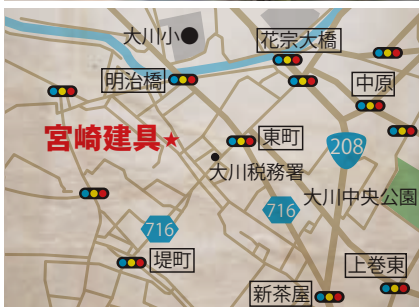 大川小
花宗大橋
明治橋
中原
宮崎建具
東町
208
大川税務署
大川中央公園
716
716
堤町
上巻東
新茶屋